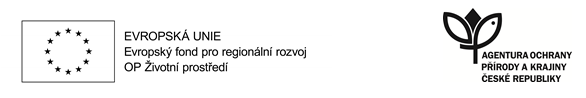 EVROPSKÁ UNIE
Evropský fond pro regionální rozvoj
OP Životní prostředí
AGENTURA OCHRANY
PŘÍRODY A KRAJINY
ČESKÉ REPUBLIKY